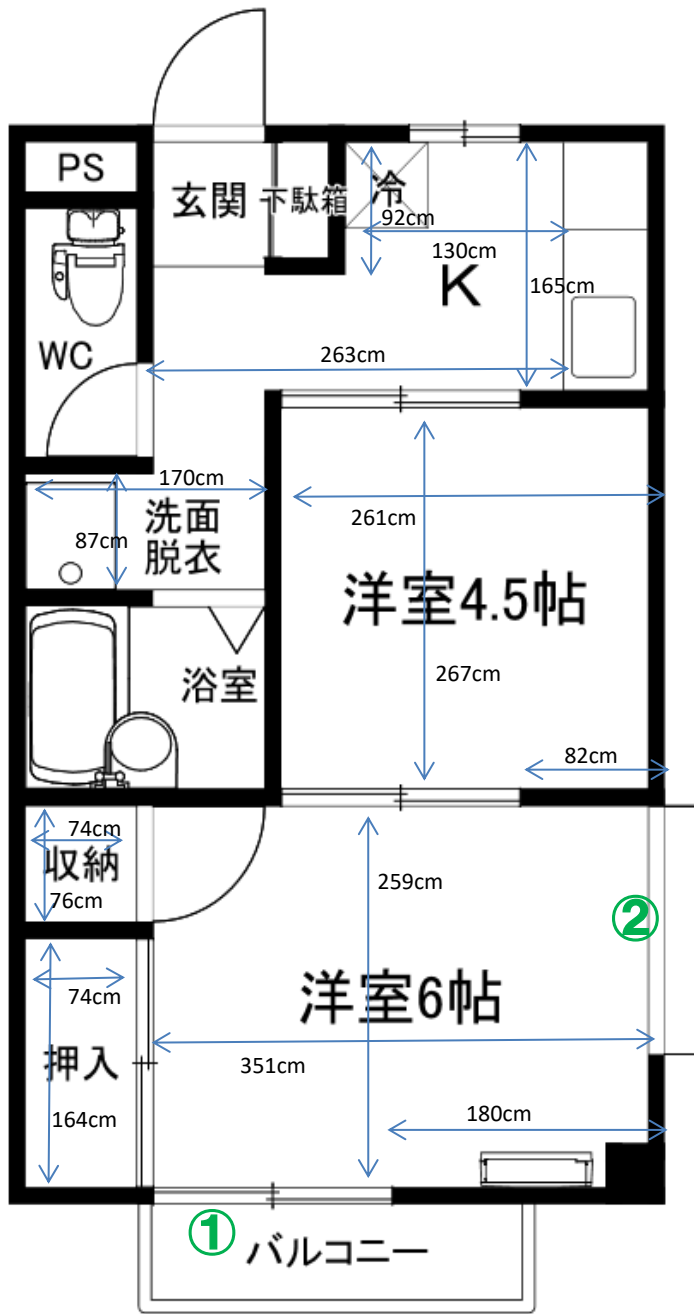 PS
玄関
下駄箱
冷
92cm
130cm
K
165cm
WC
263cm
170cm
洗面
脱衣
87cm
261cm
洋室4.5帖
浴室
267cm
82cm
74cm
収納
76cm
259cm
②
74cm
洋室6帖
押入
351cm
164cm
180cm
①
バルコニー